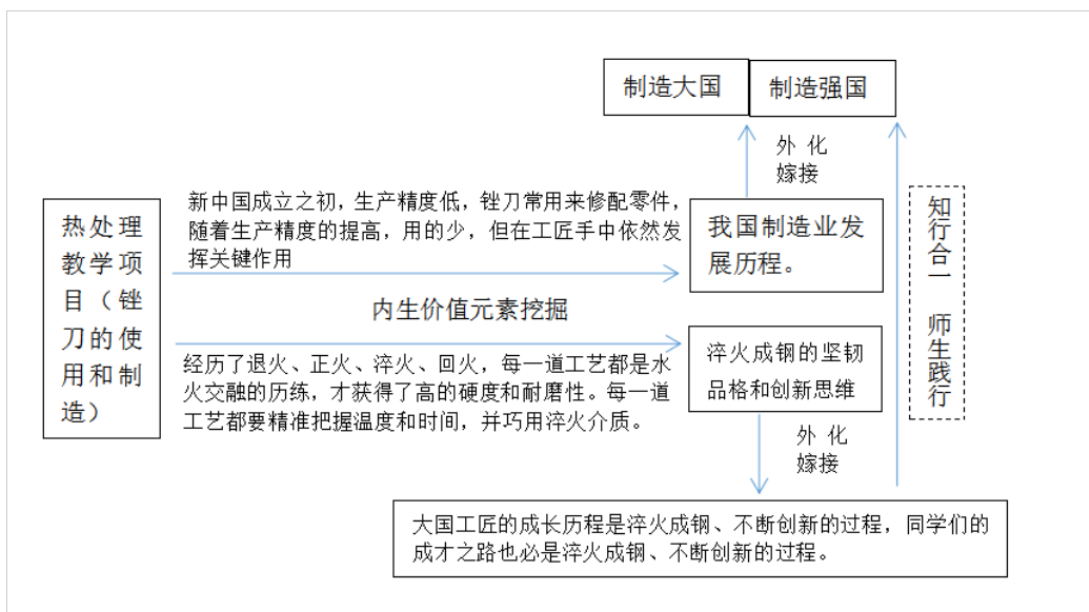 制造大国
制造强国
外 化
嫁接
新中国成立之初，生产精度低，锉刀常用来修配零件，
随着生产精度的提高，用的少，但在工匠手中依然发
挥关键作用
热处理
教学项
目（锉
刀的使
用和制
造）
我国制造业发
展历程。
知行合一 师生践行
内生价值元素挖掘
经历了退火、正火、淬火、回火，每一道工艺都是水
火交融的历练，才获得了高的硬度和耐磨性。每一道
工艺都要精准把握温度和时间，并巧用淬火介质。
淬火成钢的坚韧
品格和创新思维
外 化
嫁接
大国工匠的成长历程是淬火成钢、不断创新的过程，同学们的
成才之路也必是淬火成钢、不断创新的过程。